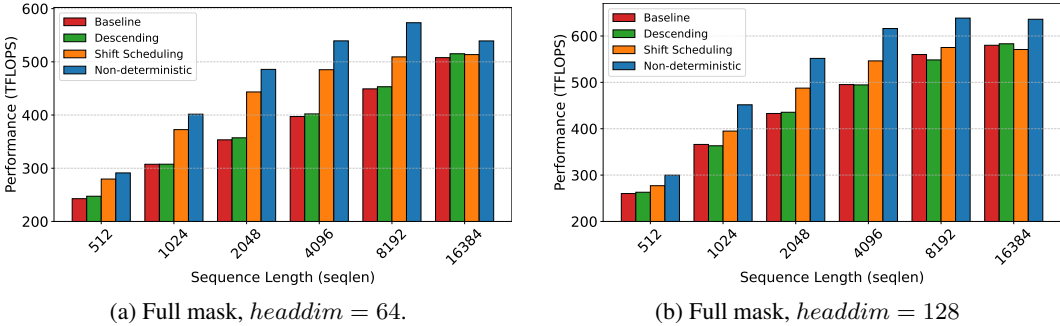 600
500
400
300
200
Performance (TFLOPS)
Baseline
Descending
Shift Scheduling
Non-deterministic
512
1024
2048
4096
8192
16384
Sequence Length (seqlen)
(a) Full mask, headdim = 64.
600
500
400
300
200
Performance (TFLOPS)
Baseline
Descending
Shift Scheduling
Non-deterministic
512
1024
2048
4096
8192
16384
Sequence Length (seqlen)
(b) Full mask, headdim = 128